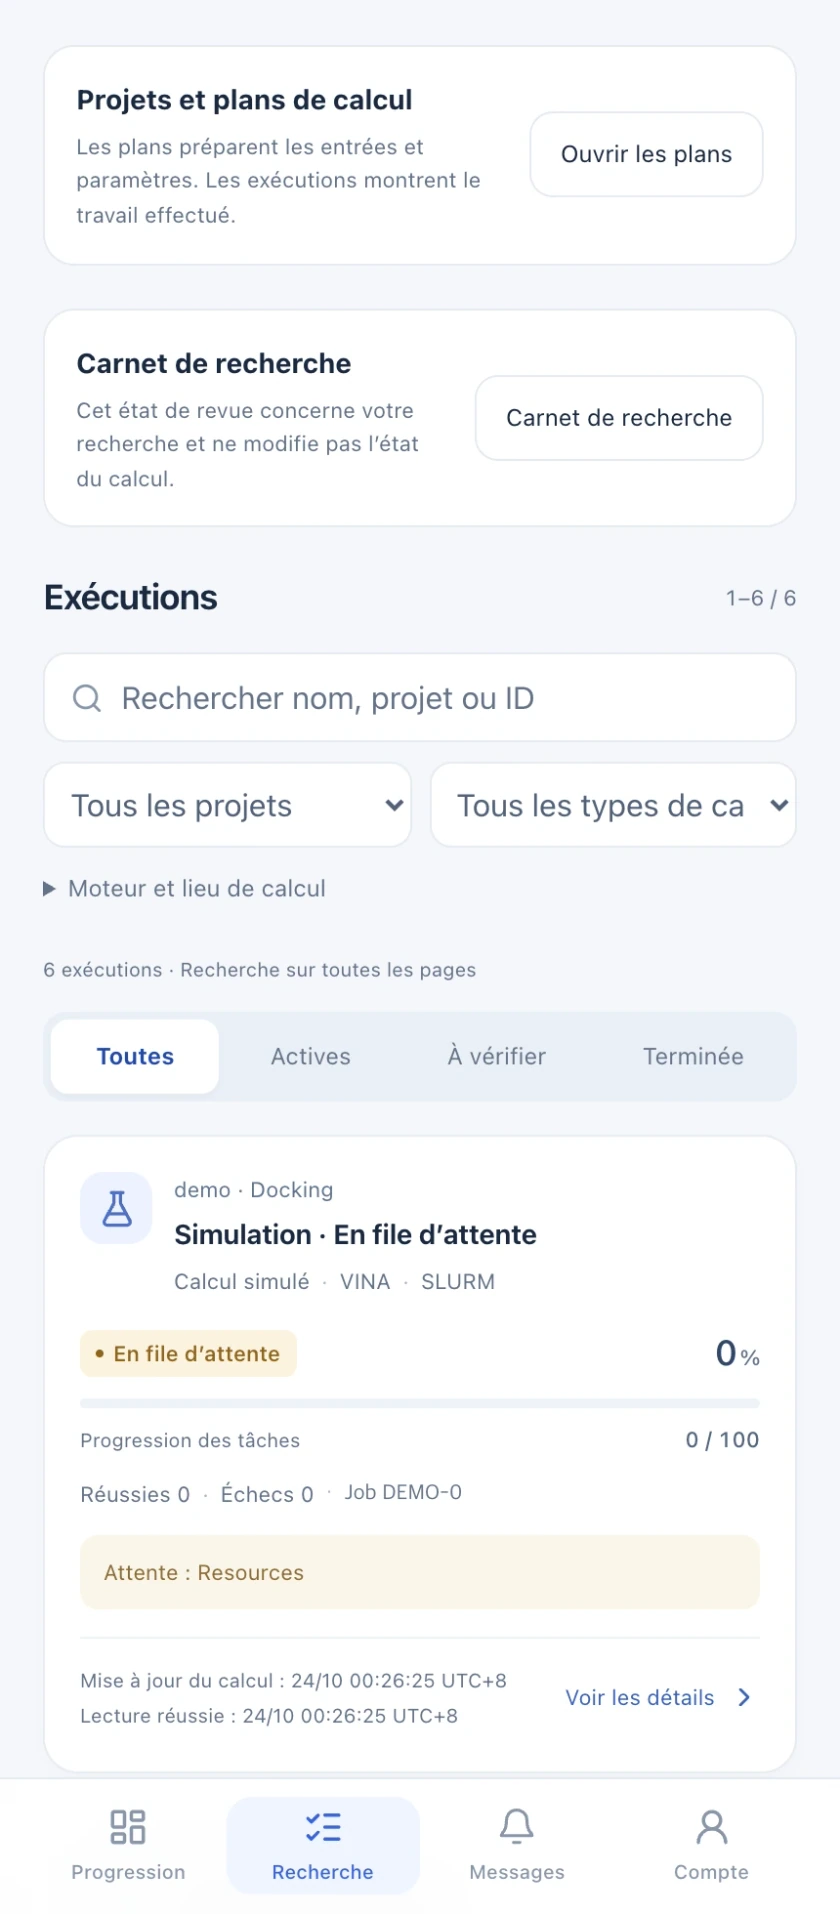 Projets et plans de calcul
Les plans préparent les entrées et
paramètres. Les exécutions montrent le
travail effectué.
Ouvrir les plans
Carnet de recherche
Cet état de revue concerne votre
recherche et ne modifie pas l’état
du calcul.
Carnet de recherche
Exécutions
1–6 / 6
Rechercher nom, projet ou ID
Tous les projets
Tous les types de ca
Moteur et lieu de calcul
6 exécutions · Recherche sur toutes les pages
Toutes
Actives
À vérifier
Terminée
demo · Docking
Simulation · En file d’attente
Calcul simulé · VINA · SLURM
• En file d’attente
0 %
Progression des tâches
0 / 100
Réussies 0 · Échecs 0 · Job DEMO-0
Attente : Resources
Mise à jour du calcul : 24/10 00:26:25 UTC+8
Lecture réussie : 24/10 00:26:25 UTC+8
Voir les détails
Progression
Recherche
Messages
Compte